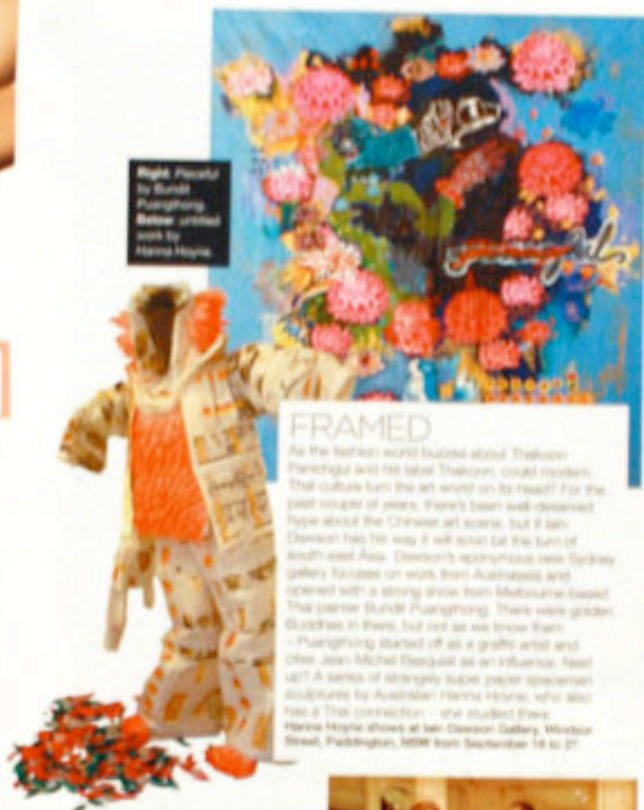 Right: Peaceful
by Bundit
Puangthong.
Below: untitled
work by
Hanna Hoyne.
FRAMED
As the fashion world buzzes about Thakoon
Panichgul and his label Thakoon, could modern
Thai culture turn the art world on its head? For the
past couple of years, there's been well-deserved
hype about the Chinese art scene, but if Iain
Dawson has his way it will soon be the turn of
south-east Asia. Dawson's eponymous new Sydney
gallery focuses on work from Australasia and
opened with a strong show from Melbourne-based
Thai painter Bundit Puangthong. There were golden
Buddhas in there, but not as we know them
– Puangthong started off as a graffiti artist and
cites Jean-Michel Basquiat as an influence. Next
up? A series of strangely super paper spaceman
sculptures by Australian Hanna Hoyne, who also
has a Thai connection – she studied there.
Hanna Hoyne shows at Iain Dawson Gallery, Windsor
Street, Paddington, NSW from September 16 to 27.